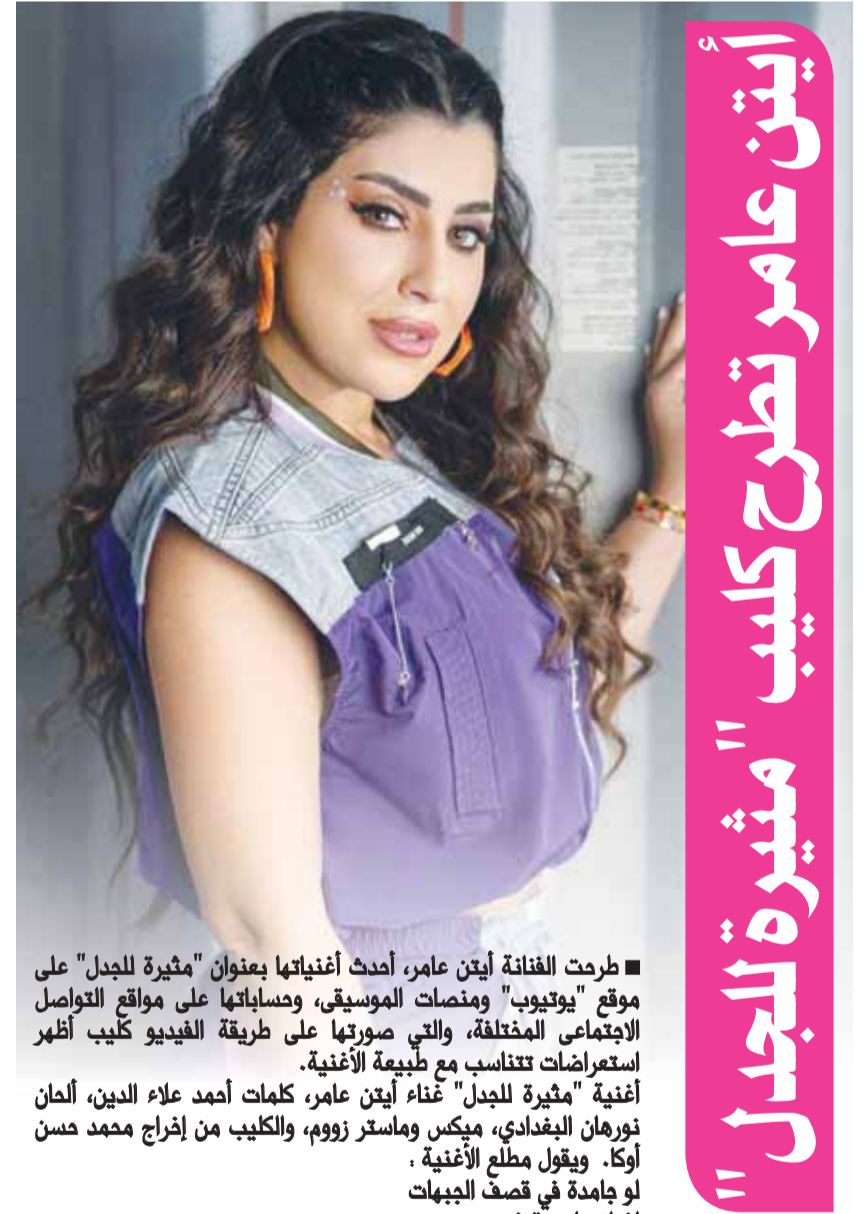 أيتن عامر تطرح كليب "مثيرة للجدل"
■ طرحت الفنانة أيتن عامر، أحدث أغنياتها بعنوان "مثيرة للجدل" على
موقع "يوتيوب" ومنصات الموسيقى، وحساباتها على مواقع التواصل
الاجتماعى المختلفة، والتي صورتها على طريقة الفيديو كليب أظهر
استعراضات تتناسب مع طبيعة الأغنية.
أغنية "مثيرة للجدل" غناء أيتن عامر، كلمات أحمد علاء الدين، ألحان
نورهان البغدادي، ميكس وماستر زووم، والكليب من إخراج محمد حسن
أوكا. ويقول مطلع الأغنية :
لو جامدة في قصف الجبهات